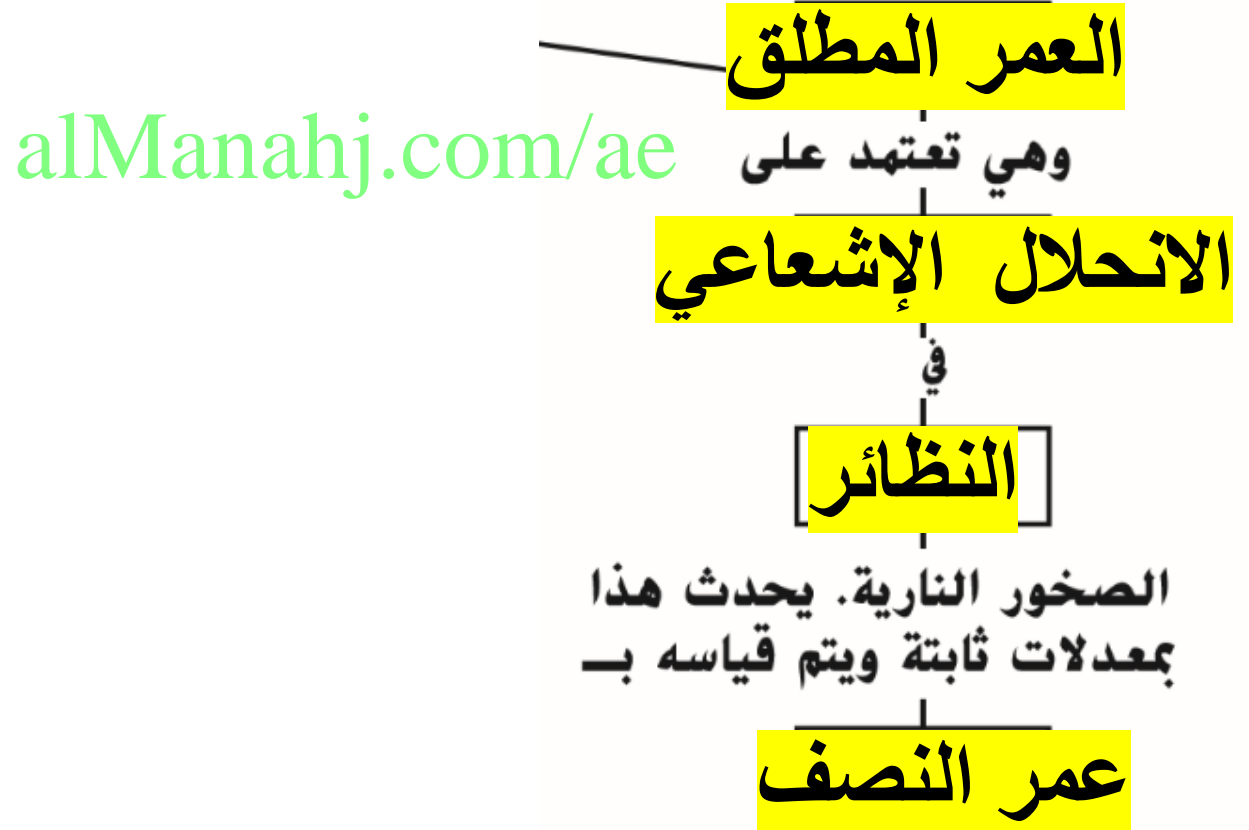 العمر المطلق
alManahj.com/ae
وهي تعتمد على
الانحلال الإشعاعي
في
النظائر
الصخور النارية. يحدث هذا
بمعدلات ثابتة ويتم قياسه بـ
عمر النصف